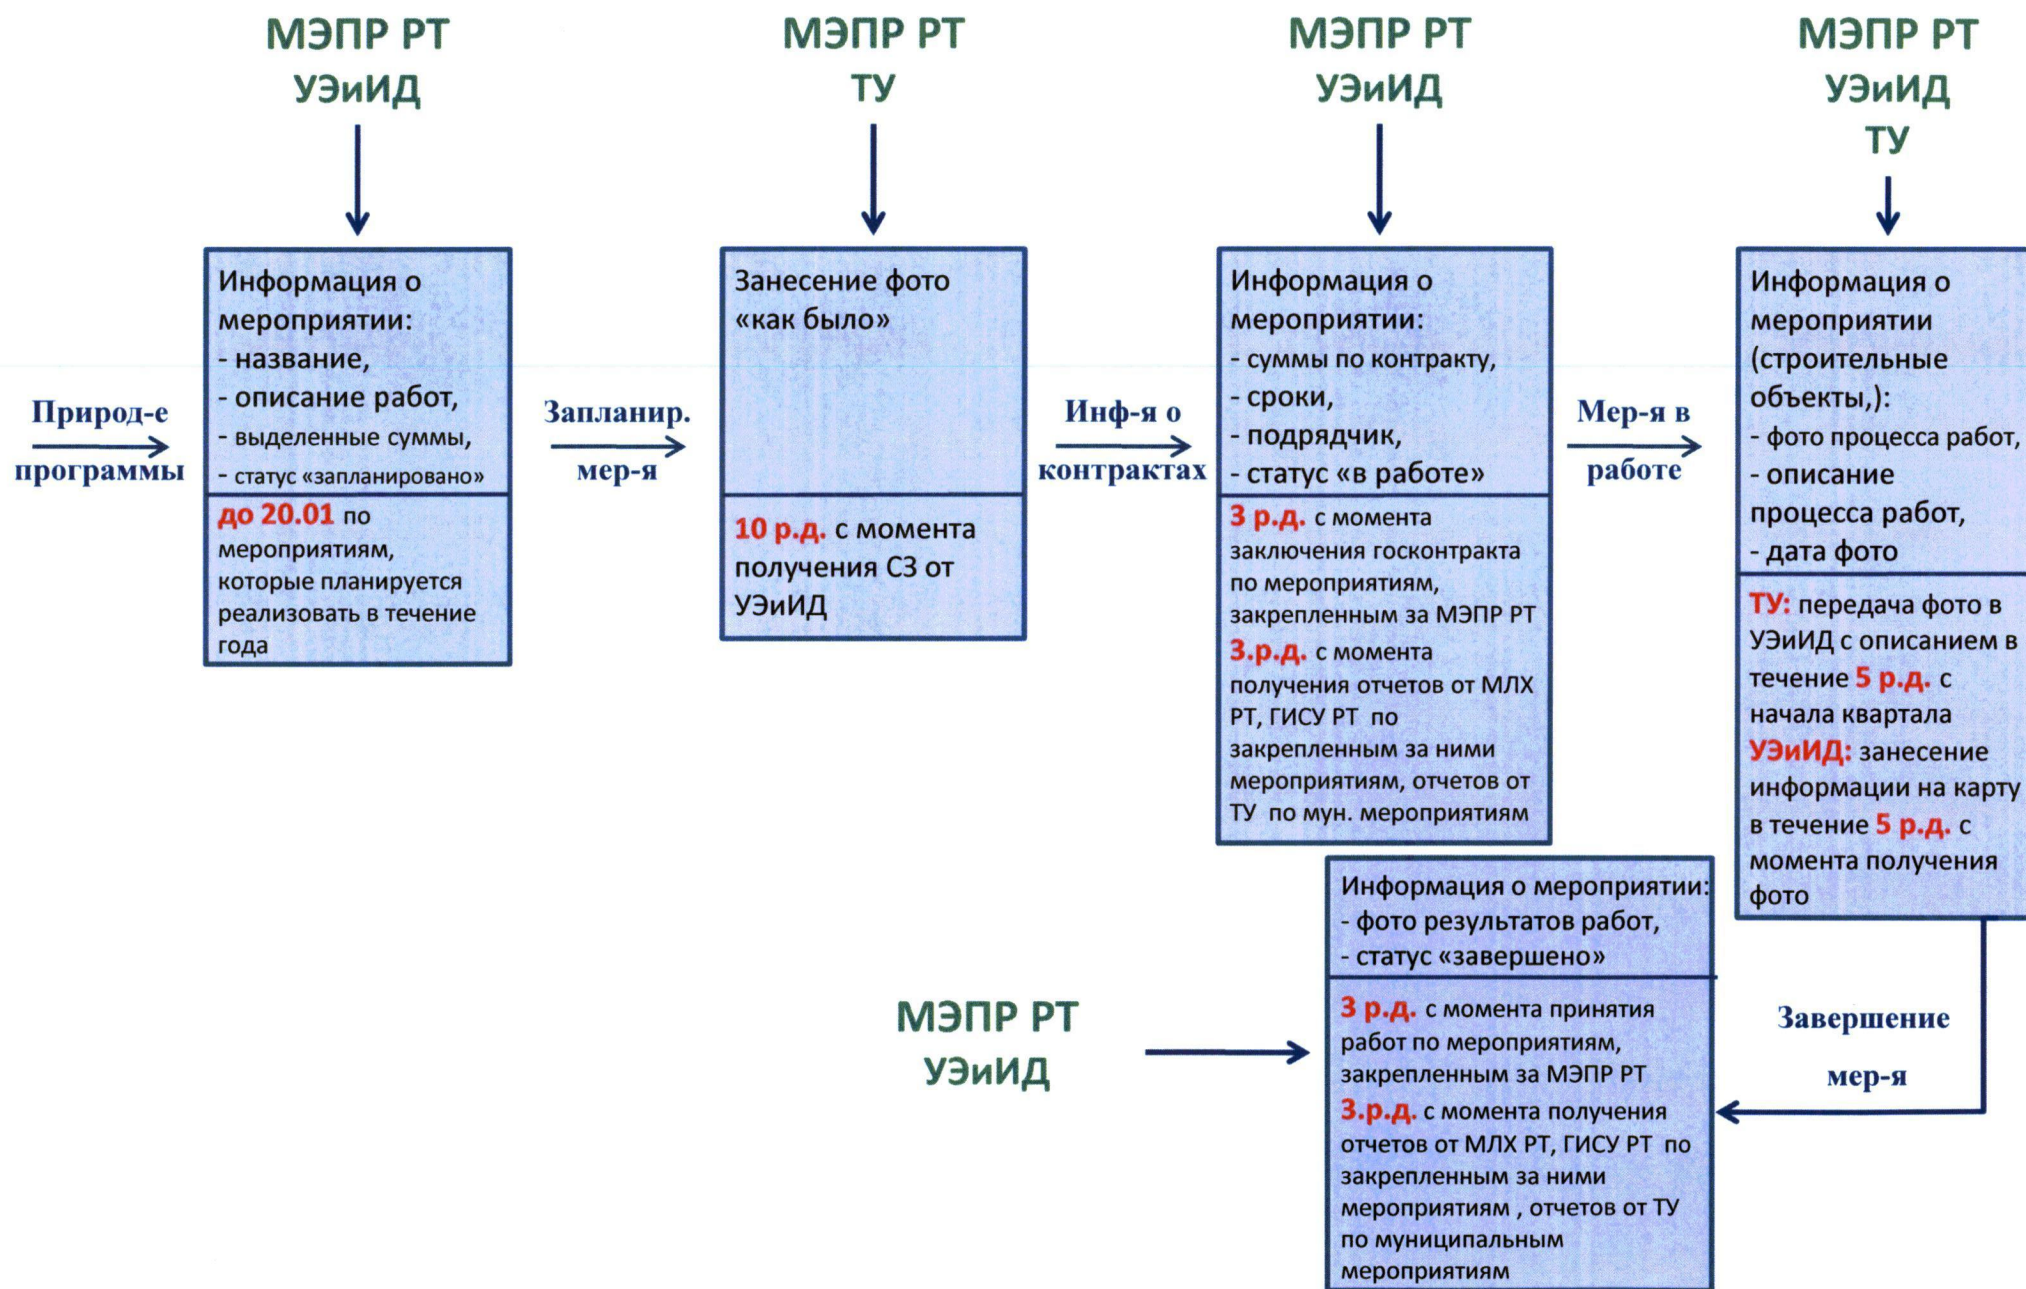 МЭПР РТ
УЭиИД
МЭПР РТ
ТУ
МЭПР РТ
УЭиИД
МЭПР РТ
УЭиИД
ТУ
Природ-е
программы
Информация о
мероприятии:
- название,
- описание работ,
- выделенные суммы,
- статус «запланировано»
до 20.01 по
мероприятиям,
которые планируется
реализовать в течение
года
Запланир.
мер-я
Занесение фото
«как было»
10 р.д. с момента
получения СЗ от
УЭиИД
Инф-я о
контрактах
Информация о
мероприятии:
- суммы по контракту,
- сроки,
- подрядчик,
- статус «в работе»
3 р.д. с момента
заключения госконтракта
по мероприятиям,
закрепленным за МЭПР РТ
3.р.д. с момента
получения отчетов от МЛХ
РТ, ГИСУ РТ по
закрепленным за ними
мероприятиям, отчетов от
ТУ по мун. мероприятиям
Мер-я в
работе
Информация о
мероприятии
(строительные
объекты,):
- фото процесса работ,
- описание
процесса работ,
- дата фото
ТУ: передача фото в
УЭиИД с описанием в
течение 5 р.д. с
начала квартала
УЭиИД: занесение
информации на карту
в течение 5 р.д. с
момента получения
фото
МЭПР РТ
УЭиИД
Информация о мероприятии:
- фото результатов работ,
- статус «завершено»
3 р.д. с момента принятия
работ по мероприятиям,
закрепленным за МЭПР РТ
3.р.д. с момента получения
отчетов от МЛХ РТ, ГИСУ РТ по
закрепленным за ними
мероприятиям , отчетов от ТУ
по муниципальным
мероприятиям
Завершение
мер-я